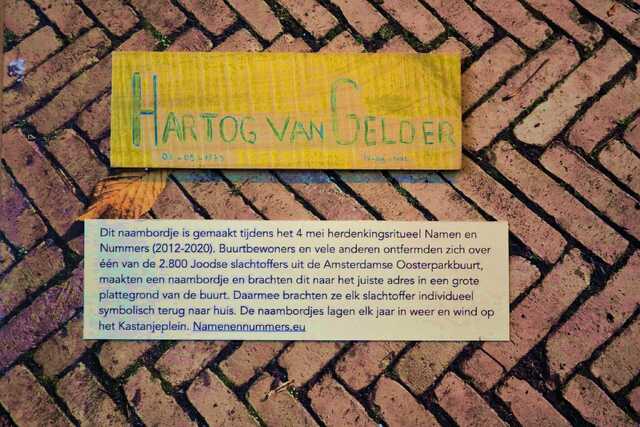 HARTOG VAN GELDER
Dit naambordje is gemaakt tijdens het 4 mei herdenkingsritueel Namen en
Nummers (2012-2020). Buurtbewoners en vele anderen ontfermden zich over
één van de 2.800 Joodse slachtoffers uit de Amsterdamse Oosterparkbuurt,
maakten een naambordje en brachten dit naar het juiste adres in een grote
plattegrond van de buurt. Daarmee brachten ze elk slachtoffer individueel
symbolisch terug naar huis. De naambordjes lagen elk jaar in weer en wind op
het Kastanjeplein. Namenennummers.eu